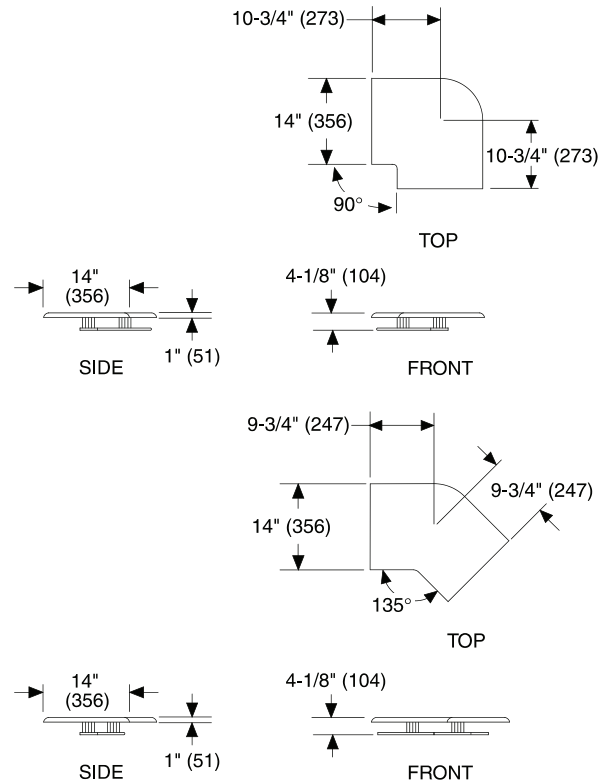 10-3/4" (273)
14" (356)
10-3/4" (273)
90°
TOP
14"
(356)
4-1/8" (104)
1" (51)
SIDE
FRONT
9-3/4" (247)
9-3/4" (247)
14" (356)
135°
TOP
14"
(356)
4-1/8" (104)
1" (51)
SIDE
FRONT